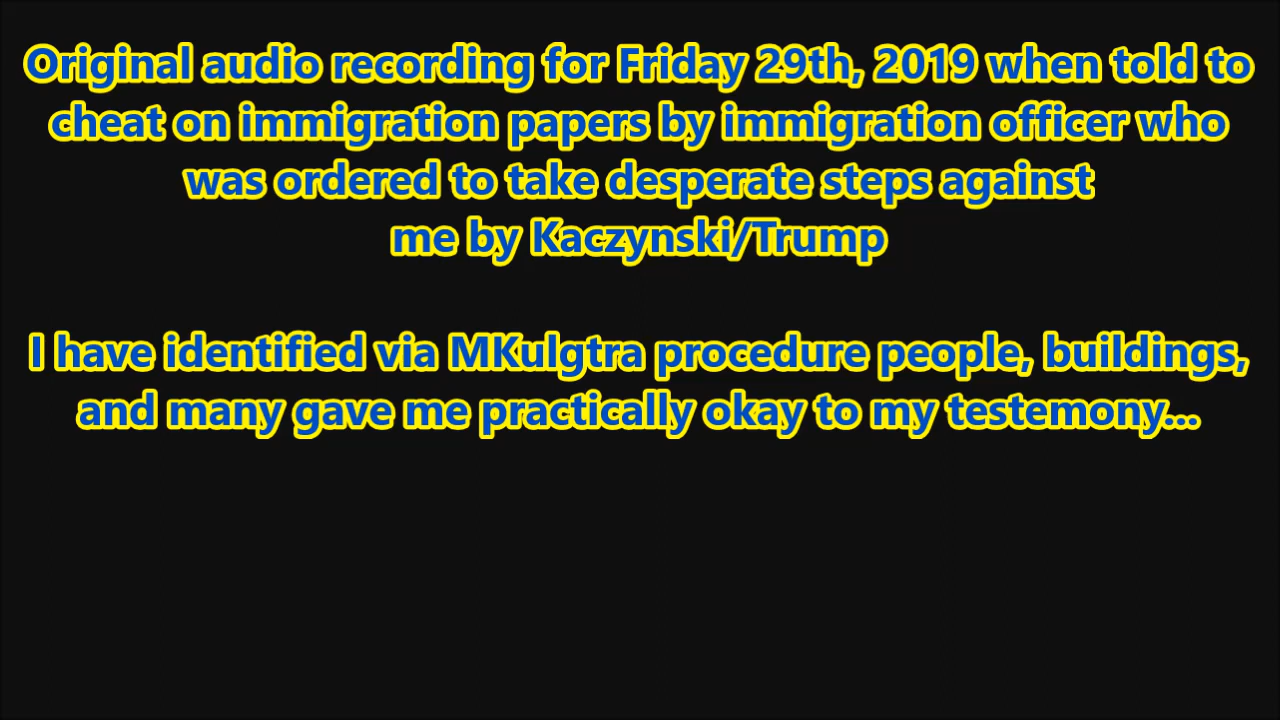 Original audio recording for Friday 29th, 2019 when told to
cheat on immigration papers by immigration officer who
was ordered to take desperate steps against
me by Kaczynski/Trump
I have identified via MKulgtra procedure people, buildings,
and many gave me practically okay to my testemony...